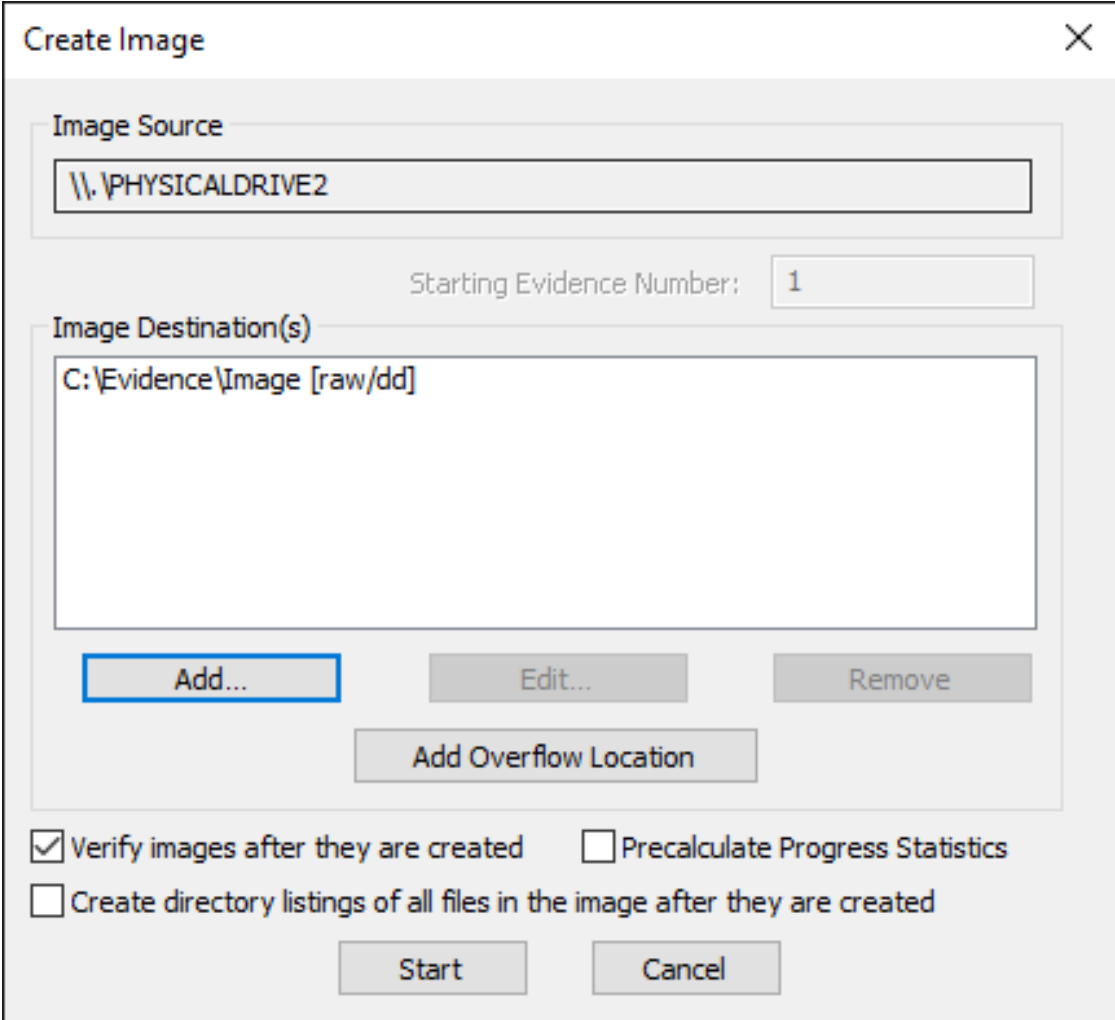 Create Image
Image Source
\\.\PHYSICALDRIVE2
Starting Evidence Number: 1
Image Destination(s)
C:\Evidence\Image [raw/dd]
Add... Edit... Remove
Add Overflow Location
Verify images after they are created Precalculate Progress Statistics
Create directory listings of all files in the image after they are created
Start Cancel